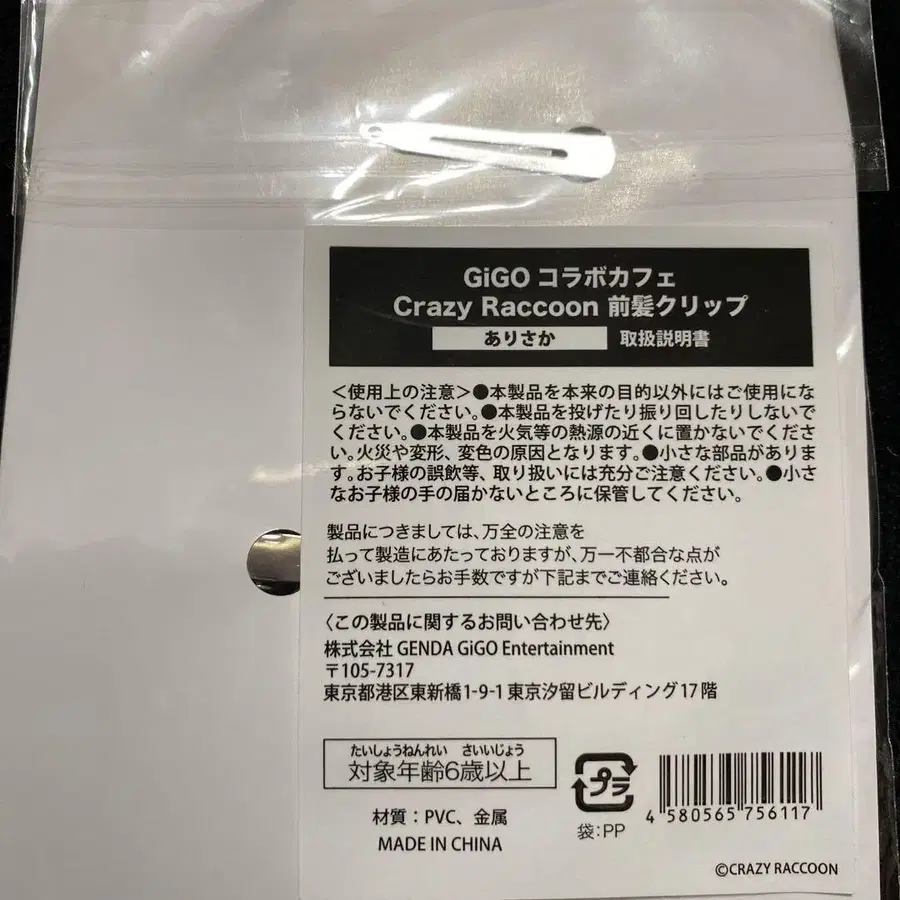 GiGO コラボカフェ
Crazy Raccoon 前髪クリップ
ありさか 取扱説明書
＜使用上の注意＞●本製品を本来の目的以外にはご使用にな
らないでください。●本製品を投げたり振り回したりしないで
ください。●本製品を火気等の熱源の近くに置かないでくださ
い。火災や変形、変色の原因となります。●小さな部品がありま
す。お子様の誤飲等、取り扱いには充分ご注意ください。●小さ
なお子様の手の届かないところに保管してください。
製品につきましては、万全の注意を
払って製造にあたっておりますが、万一不都合な点が
ございましたらお手数ですが下記までご連絡ください。
〈この製品に関するお問い合わせ先〉
株式会社 GENDA GiGO Entertainment
〒105-7317
東京都港区東新橋1-9-1 東京汐留ビルディング17階
たいしょうねんれい さいいじょう
対象年齢6歳以上
プラ
袋:PP
4 580565 756117
材質：PVC、金属
MADE IN CHINA
©CRAZY RACCOON